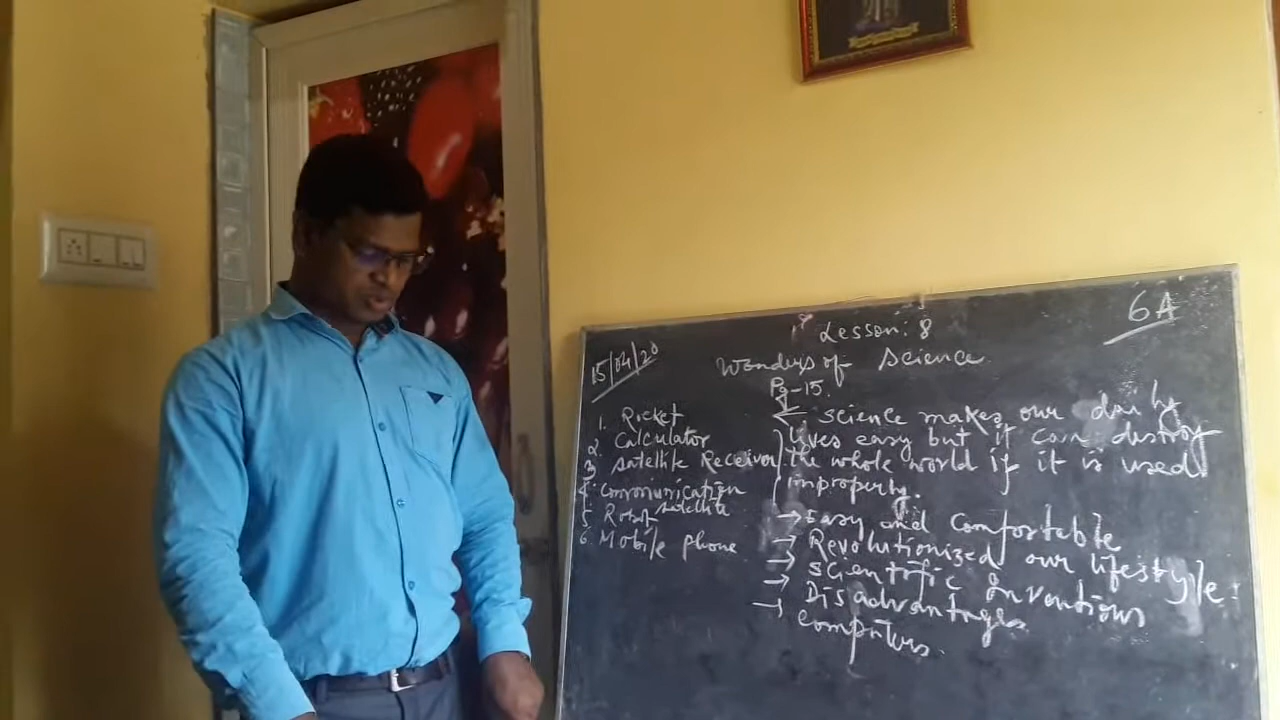 Lesson: 8
6A
15/04/20
Wonders of Science
Pg-15.
1. Rocket
2. Calculator
3 Satellite Receiver
4. Communication
satellite
5 Robot
6. Mobile phone
science makes our daily
lives easy but it can destroy
the whole world if it is used
improperly.
→ Easy and Comfortable
→ Revolutionized our lifestyle:
→ Scientific Inventions
→ Disadvantages
→ Computers.